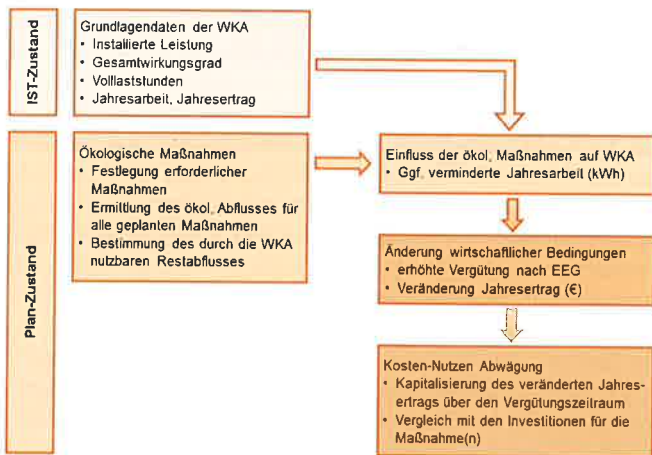 IST-Zustand
Grundlagendaten der WKA
• Installierte Leistung
• Gesamtwirkungsgrad
• Volllaststunden
• Jahresarbeit, Jahresertrag
Plan-Zustand
Ökologische Maßnahmen
• Festlegung erforderlicher
Maßnahmen
• Ermittlung des ökol. Abflusses für
alle geplanten Maßnahmen
• Bestimmung des durch die WKA
nutzbaren Restabflusses
Einfluss der ökol. Maßnahmen auf WKA
• Ggf. verminderte Jahresarbeit (kWh)
Änderung wirtschaftlicher Bedingungen
• erhöhte Vergütung nach EEG
• Veränderung Jahresertrag (€)
Kosten-Nutzen Abwägung
• Kapitalisierung des veränderten Jahres-
ertrags über den Vergütungszeitraum
• Vergleich mit den Investitionen für die
Maßnahme(n)